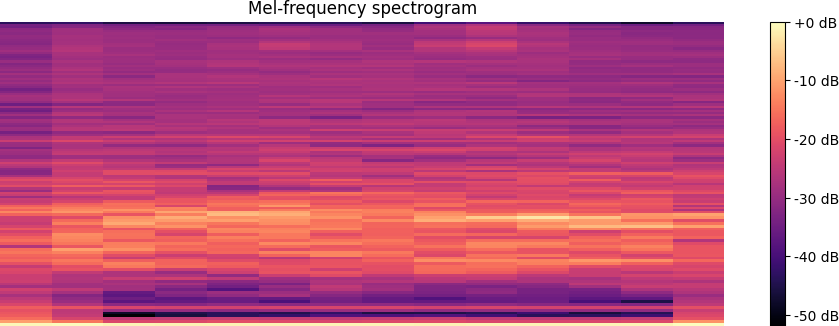 Mel-frequency spectrogram
+0 dB
-10 dB
-20 dB
-30 dB
-40 dB
-50 dB